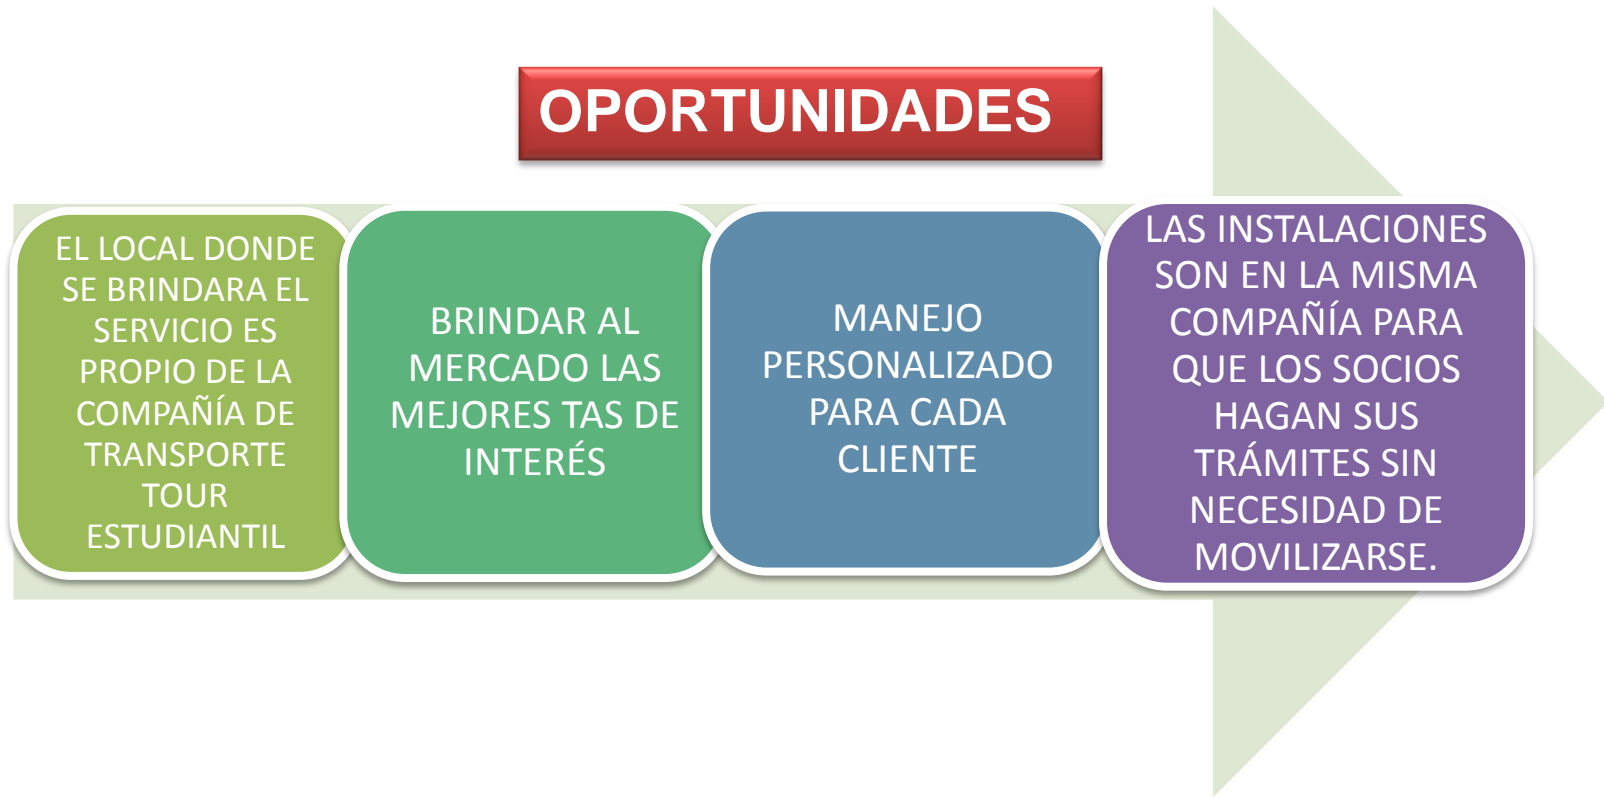 OPORTUNIDADES
EL LOCAL DONDE
SE BRINDARA EL
SERVICIO ES
PROPIO DE LA
COMPAÑÍA DE
TRANSPORTE
TOUR
ESTUDIANTIL
BRINDAR AL
MERCADO LAS
MEJORES TAS DE
INTERÉS
MANEJO
PERSONALIZADO
PARA CADA
CLIENTE
LAS INSTALACIONES
SON EN LA MISMA
COMPAÑÍA PARA
QUE LOS SOCIOS
HAGAN SUS
TRÁMITES SIN
NECESIDAD DE
MOVILIZARSE.